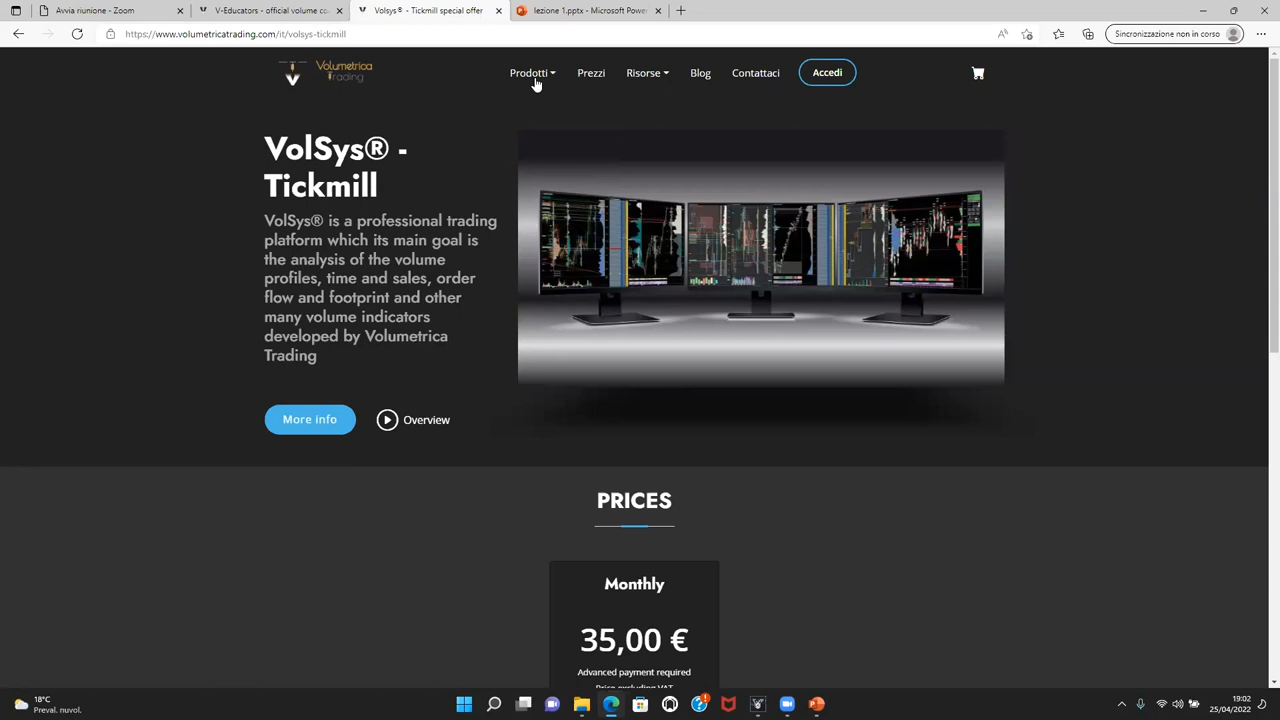 Avvia riunione - Zoom
V-Educators - official volume co
Volsys® - Tickmill special offer
lezione 1.pptx - Microsoft Power
https://www.volumetricatrading.com/it/volsys-tickmill
Sincronizzazione non in corso
Volumetrica
Trading
Prodotti
Prezzi
Risorse
Blog
Contattaci
Accedi
VolSys® -
Tickmill
VolSys® is a professional trading
platform which its main goal is
the analysis of the volume
profiles, time and sales, order
flow and footprint and other
many volume indicators
developed by Volumetrica
Trading
More info
Overview
PRICES
Monthly
35,00 €
Advanced payment required
Price excluding VAT
18°C
Preval. nuvol.
19:02
25/04/2022